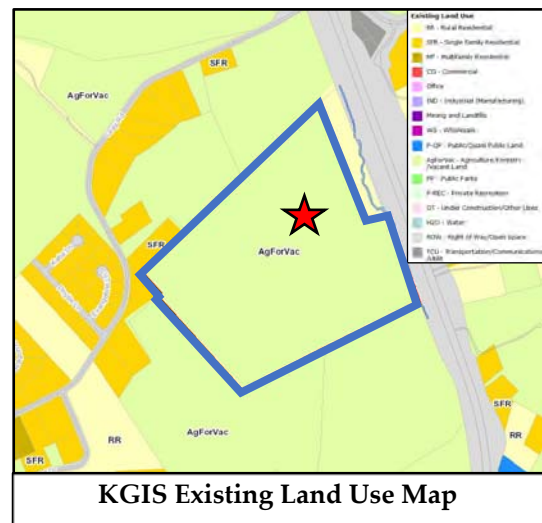 Existing Land Use
RR - Rural Residential
SFR - Single Family Residential
MF - Multifamily Residential
CO - Commercial
Office
IND - Industrial (Manufacturing)
Mining and Landfills
WS - Wholesale
P-QP - Public/Quasi Public Land
AgForVac - Agriculture/Forestry/
Vacant Land
PP - Public Parks
P-REC - Private Recreation
OT - Under Construction/Other Uses
H2O - Water
ROW - Right of Way/Open Space
TCU - Transportation/Communications/
SFR
AgForVac
SFR
AgForVac
AgForVac
RR
SFR
SFR
RR
KGIS Existing Land Use Map